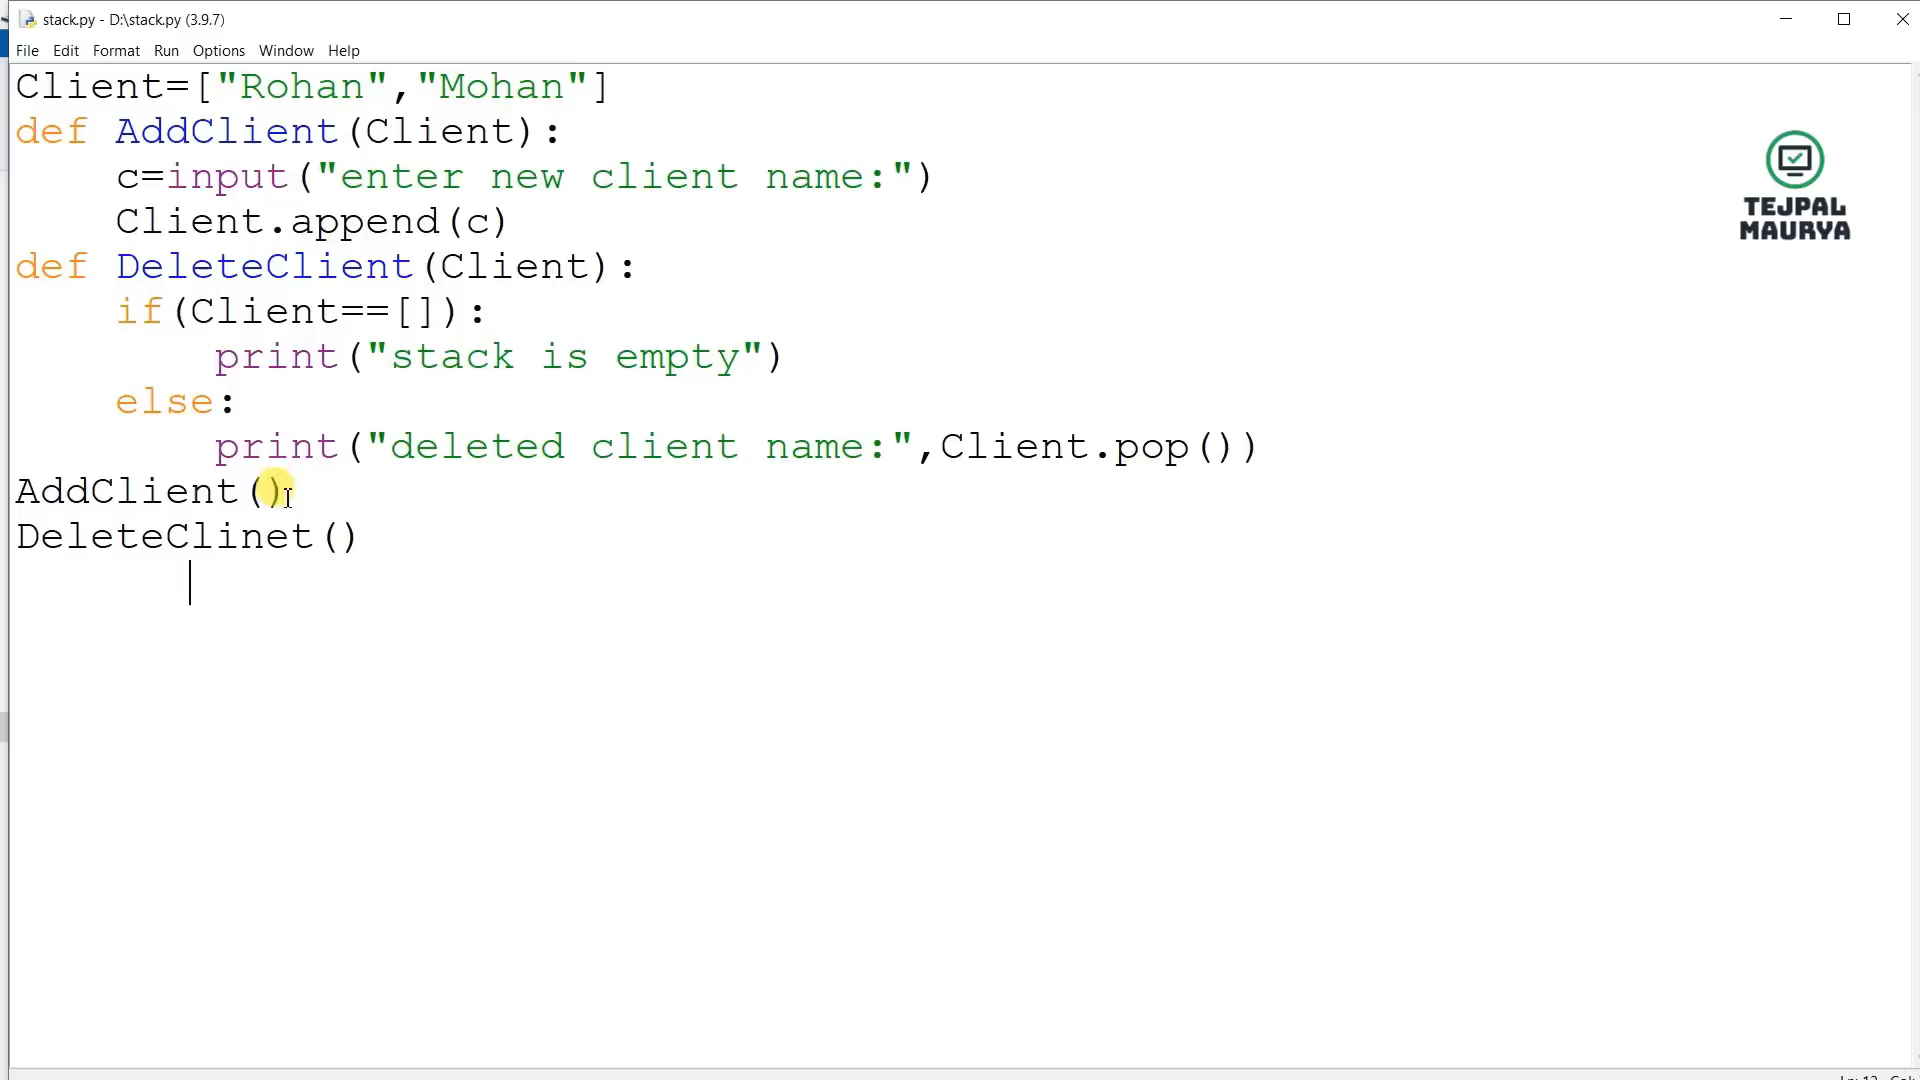 stack.py - D:\stack.py (3.9.7)
File Edit Format Run Options Window Help
Client=["Rohan","Mohan"]
def AddClient(Client):
    c=input("enter new client name:")
    Client.append(c)
def DeleteClient(Client):
    if(Client==[]):
        print("stack is empty")
    else:
        print("deleted client name:",Client.pop())
AddClient()
DeleteClinet()
TEJPAL
MAURYA